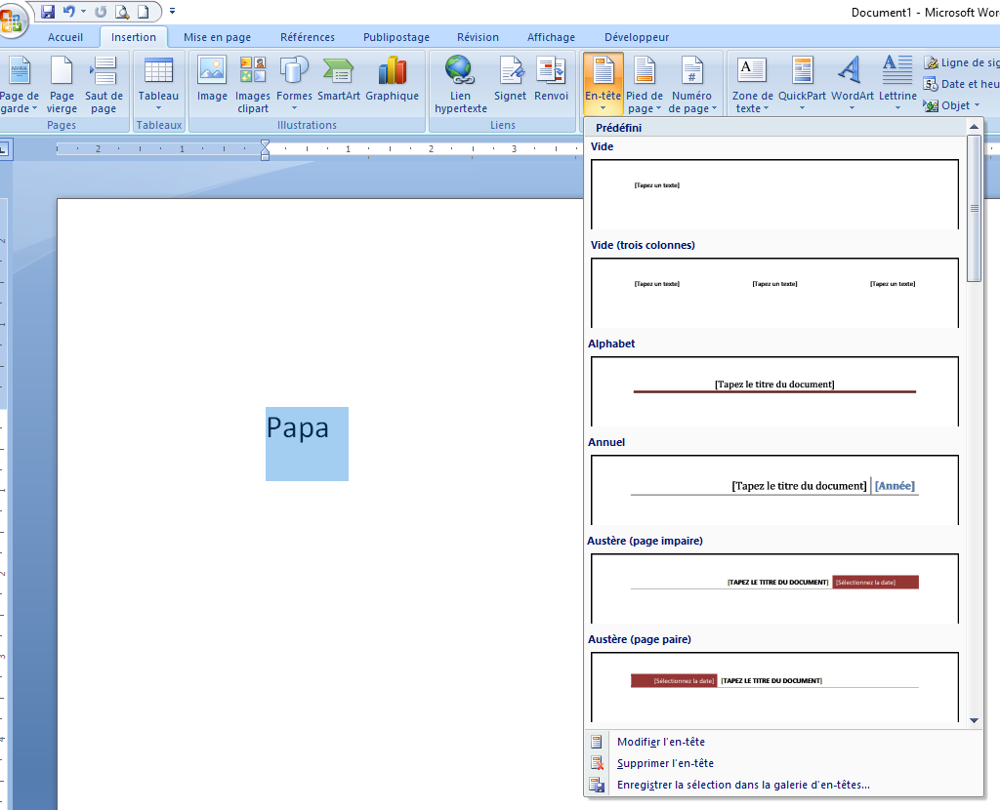 Document1 - Microsoft Wor
Accueil Insertion Mise en page Références Publipostage Révision Affichage Développeur
Page de garde Page vierge Saut de page Tableau Image Images clipart Formes SmartArt Graphique Lien hypertexte Signet Renvoi En-tête Pied de page Numéro de page Zone de texte QuickPart WordArt Lettrine
Ligne de sig
Date et heu
Objet
Pages Tableaux Illustrations Liens
2 1 1 2 3
Prédéfini
Vide
[Tapez un texte]
Vide (trois colonnes)
[Tapez un texte] [Tapez un texte] [Tapez un texte]
Alphabet
[Tapez le titre du document]
Papa
Annuel
[Tapez le titre du document] [Année]
Austère (page impaire)
[TAPEZ LE TITRE DU DOCUMENT] [Sélectionnez la date]
Austère (page paire)
[Sélectionnez la date] [TAPEZ LE TITRE DU DOCUMENT]
Modifier l'en-tête
Supprimer l'en-tête
Enregistrer la sélection dans la galerie d'en-têtes...